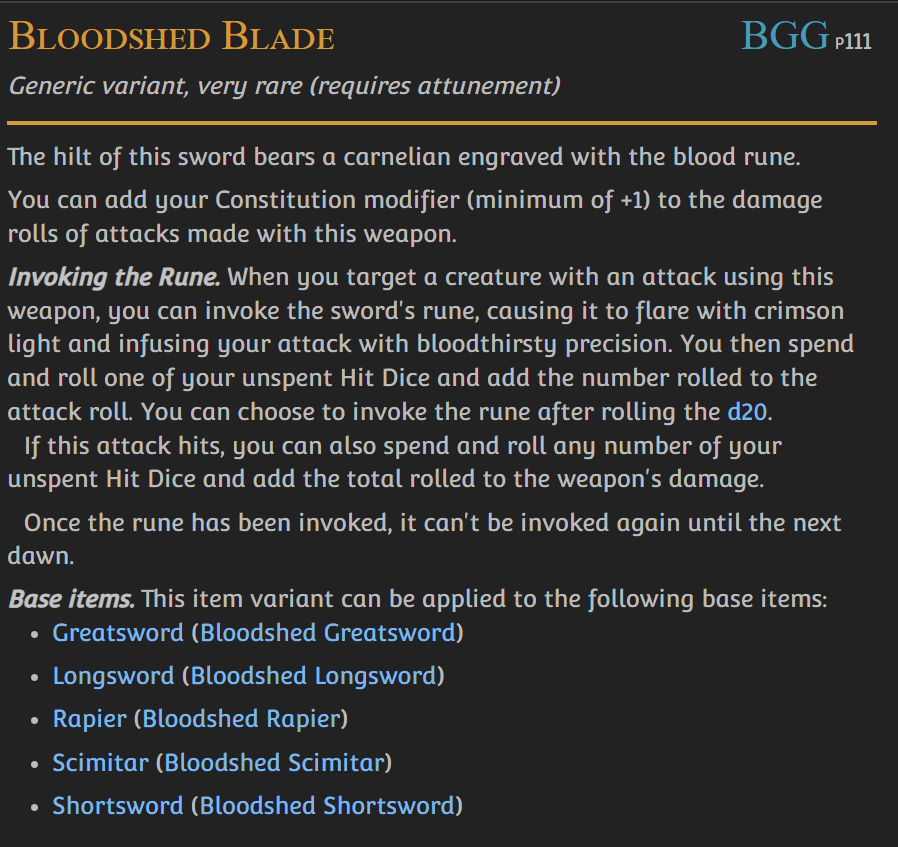 Bloodshed Blade
BGG P111
Generic variant, very rare (requires attunement)
The hilt of this sword bears a carnelian engraved with the blood rune.
You can add your Constitution modifier (minimum of +1) to the damage
rolls of attacks made with this weapon.
Invoking the Rune. When you target a creature with an attack using this
weapon, you can invoke the sword's rune, causing it to flare with crimson
light and infusing your attack with bloodthirsty precision. You then spend
and roll one of your unspent Hit Dice and add the number rolled to the
attack roll. You can choose to invoke the rune after rolling the d20.
If this attack hits, you can also spend and roll any number of your
unspent Hit Dice and add the total rolled to the weapon's damage.
Once the rune has been invoked, it can't be invoked again until the next
dawn.
Base items. This item variant can be applied to the following base items:
• Greatsword (Bloodshed Greatsword)
• Longsword (Bloodshed Longsword)
• Rapier (Bloodshed Rapier)
• Scimitar (Bloodshed Scimitar)
• Shortsword (Bloodshed Shortsword)